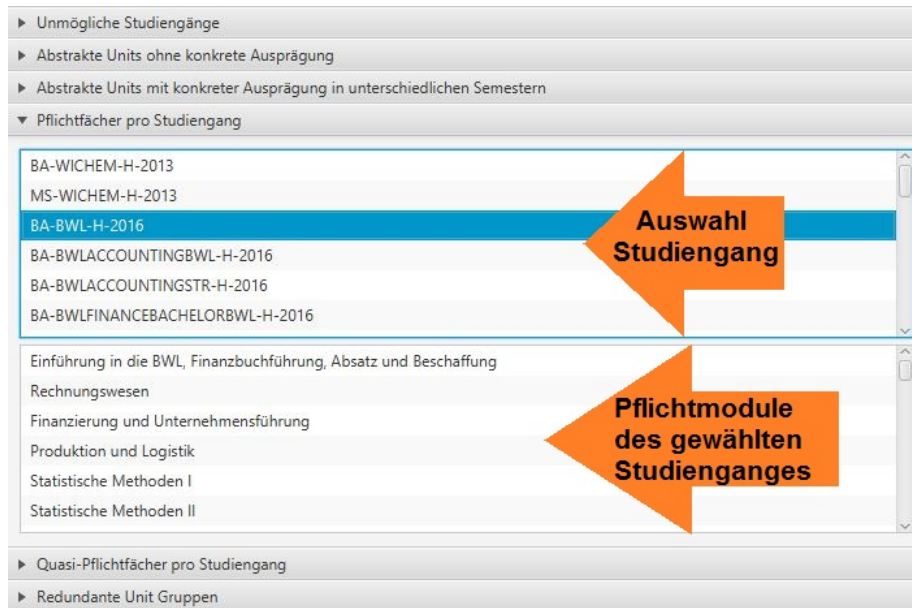 Unmögliche Studiengänge
Abstrakte Units ohne konkrete Ausprägung
Abstrakte Units mit konkreter Ausprägung in unterschiedlichen Semestern
Pflichtfächer pro Studiengang
BA-WICHEM-H-2013
MS-WICHEM-H-2013
BA-BWL-H-2016
BA-BWLACCOUNTINGBWL-H-2016
BA-BWLACCOUNTINGSTR-H-2016
BA-BWLFINANCEBACHELORBWL-H-2016
Auswahl
Studiengang
Einführung in die BWL, Finanzbuchführung, Absatz und Beschaffung
Rechnungswesen
Finanzierung und Unternehmensführung
Produktion und Logistik
Statistische Methoden I
Statistische Methoden II
Pflichtmodule
des gewählten
Studienganges
Quasi-Pflichtfächer pro Studiengang
Redundante Unit Gruppen